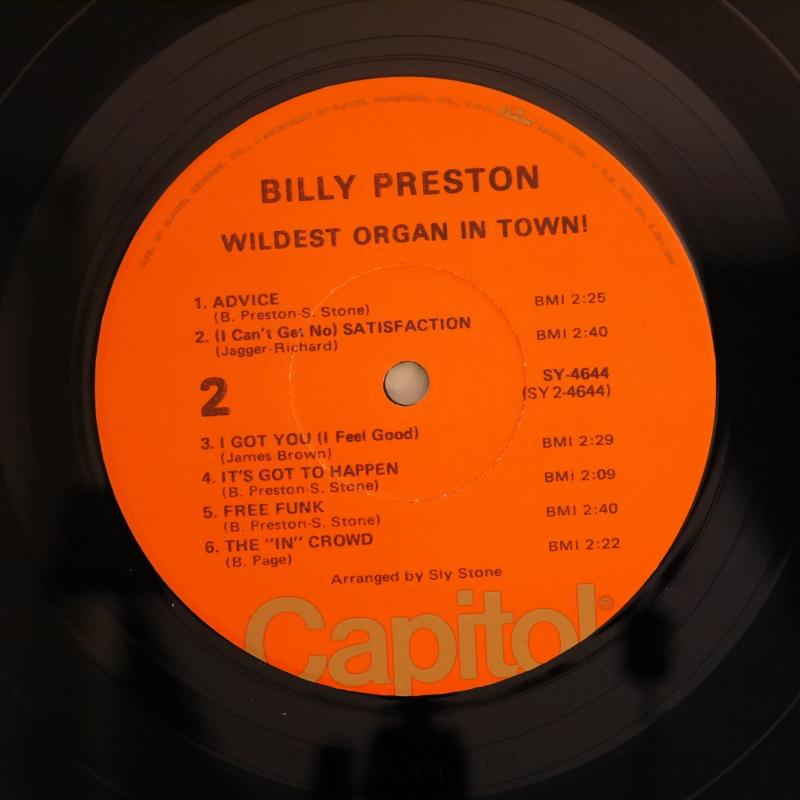 BILLY PRESTON
WILDEST ORGAN IN TOWN!
1. ADVICE BMI 2:25
(B. Preston-S. Stone)
2. (I Can't Get No) SATISFACTION BMI 2:40
(Jagger-Richard)
2
SY-4644
(SY 2-4644)
3. I GOT YOU (I Feel Good) BMI 2:29
(James Brown)
4. IT'S GOT TO HAPPEN BMI 2:09
(B. Preston-S. Stone)
5. FREE FUNK BMI 2:40
(B. Preston-S. Stone)
6. THE "IN" CROWD BMI 2:22
(B. Page)
Arranged by Sly Stone
Capitol®